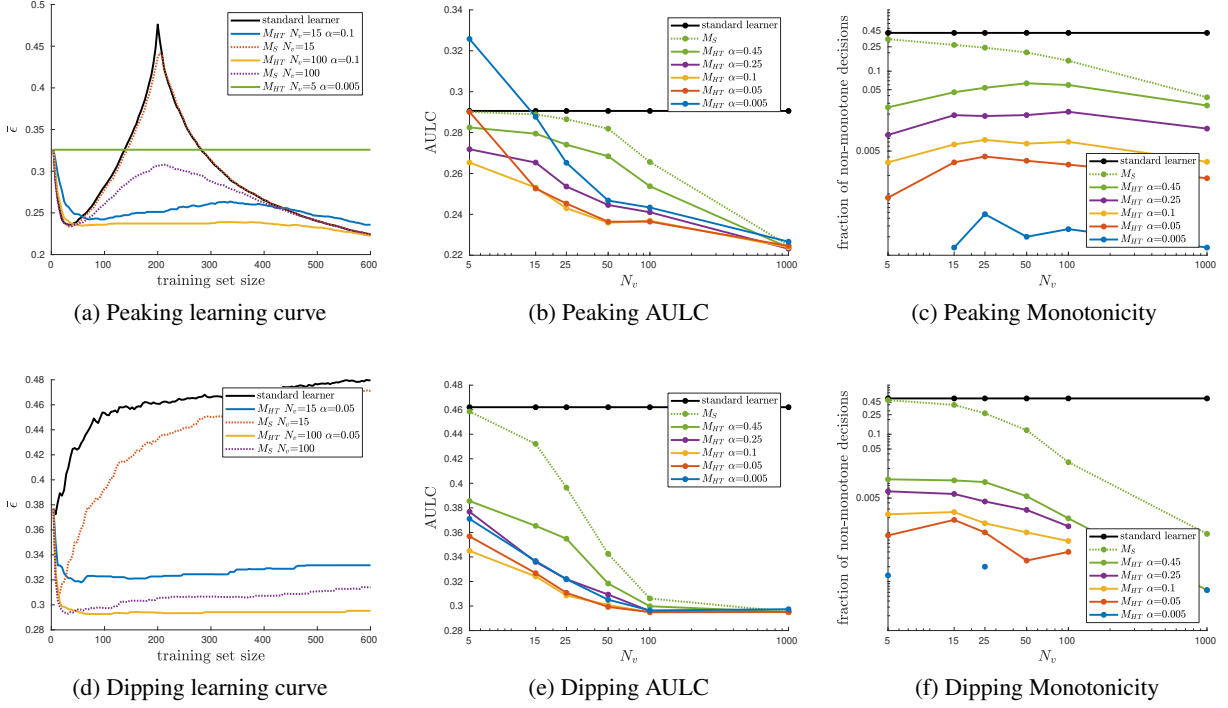 0.5
0.45
0.4
0.35
0.3
0.25
0.2
ε̄
0 100 200 300 400 500 600
training set size
standard learner
M_HT N_v=15 α=0.1
M_S N_v=15
M_HT N_v=100 α=0.1
M_S N_v=100
M_HT N_v=5 α=0.005
(a) Peaking learning curve
0.34
0.32
0.3
0.28
0.26
0.24
0.22
AULC
5 15 25 50 100 1000
N_v
standard learner
M_S
M_HT α=0.45
M_HT α=0.25
M_HT α=0.1
M_HT α=0.05
M_HT α=0.005
(b) Peaking AULC
0.45
0.25
0.1
0.05
0.005
fraction of non-monotone decisions
5 15 25 50 100 1000
N_v
standard learner
M_S
M_HT α=0.45
M_HT α=0.25
M_HT α=0.1
M_HT α=0.05
M_HT α=0.005
(c) Peaking Monotonicity
0.48
0.46
0.44
0.42
0.4
0.38
0.36
0.34
0.32
0.3
0.28
ε̄
0 100 200 300 400 500 600
training set size
standard learner
M_HT N_v=15 α=0.05
M_S N_v=15
M_HT N_v=100 α=0.05
M_S N_v=100
(d) Dipping learning curve
0.48
0.46
0.44
0.42
0.4
0.38
0.36
0.34
0.32
0.3
0.28
AULC
5 15 25 50 100 1000
N_v
standard learner
M_S
M_HT α=0.45
M_HT α=0.25
M_HT α=0.1
M_HT α=0.05
M_HT α=0.005
(e) Dipping AULC
0.45
0.25
0.1
0.05
0.005
fraction of non-monotone decisions
5 15 25 50 100 1000
N_v
standard learner
M_S
M_HT α=0.45
M_HT α=0.25
M_HT α=0.1
M_HT α=0.05
M_HT α=0.005
(f) Dipping Monotonicity